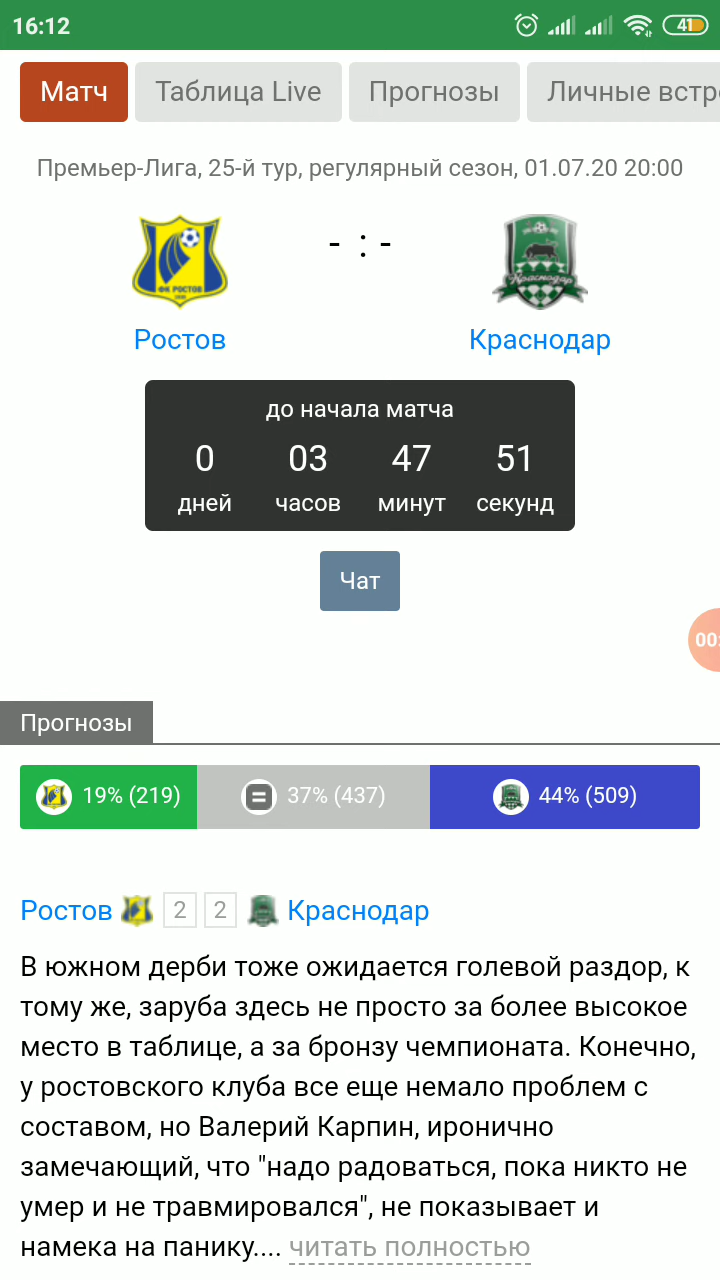 16:12
41
Матч Таблица Live Прогнозы Личные встр
Премьер-Лига, 25-й тур, регулярный сезон, 01.07.20 20:00
- : -
ФК РОСТОВ
Краснодар
Ростов Краснодар
до начала матча
0 03 47 51
дней часов минут секунд
Чат
00:
Прогнозы
19% (219) 37% (437) 44% (509)
Ростов 2 2 Краснодар
В южном дерби тоже ожидается голевой раздор, к
тому же, заруба здесь не просто за более высокое
место в таблице, а за бронзу чемпионата. Конечно,
у ростовского клуба все еще немало проблем с
составом, но Валерий Карпин, иронично
замечающий, что "надо радоваться, пока никто не
умер и не травмировался", не показывает и
намека на панику.... читать полностью